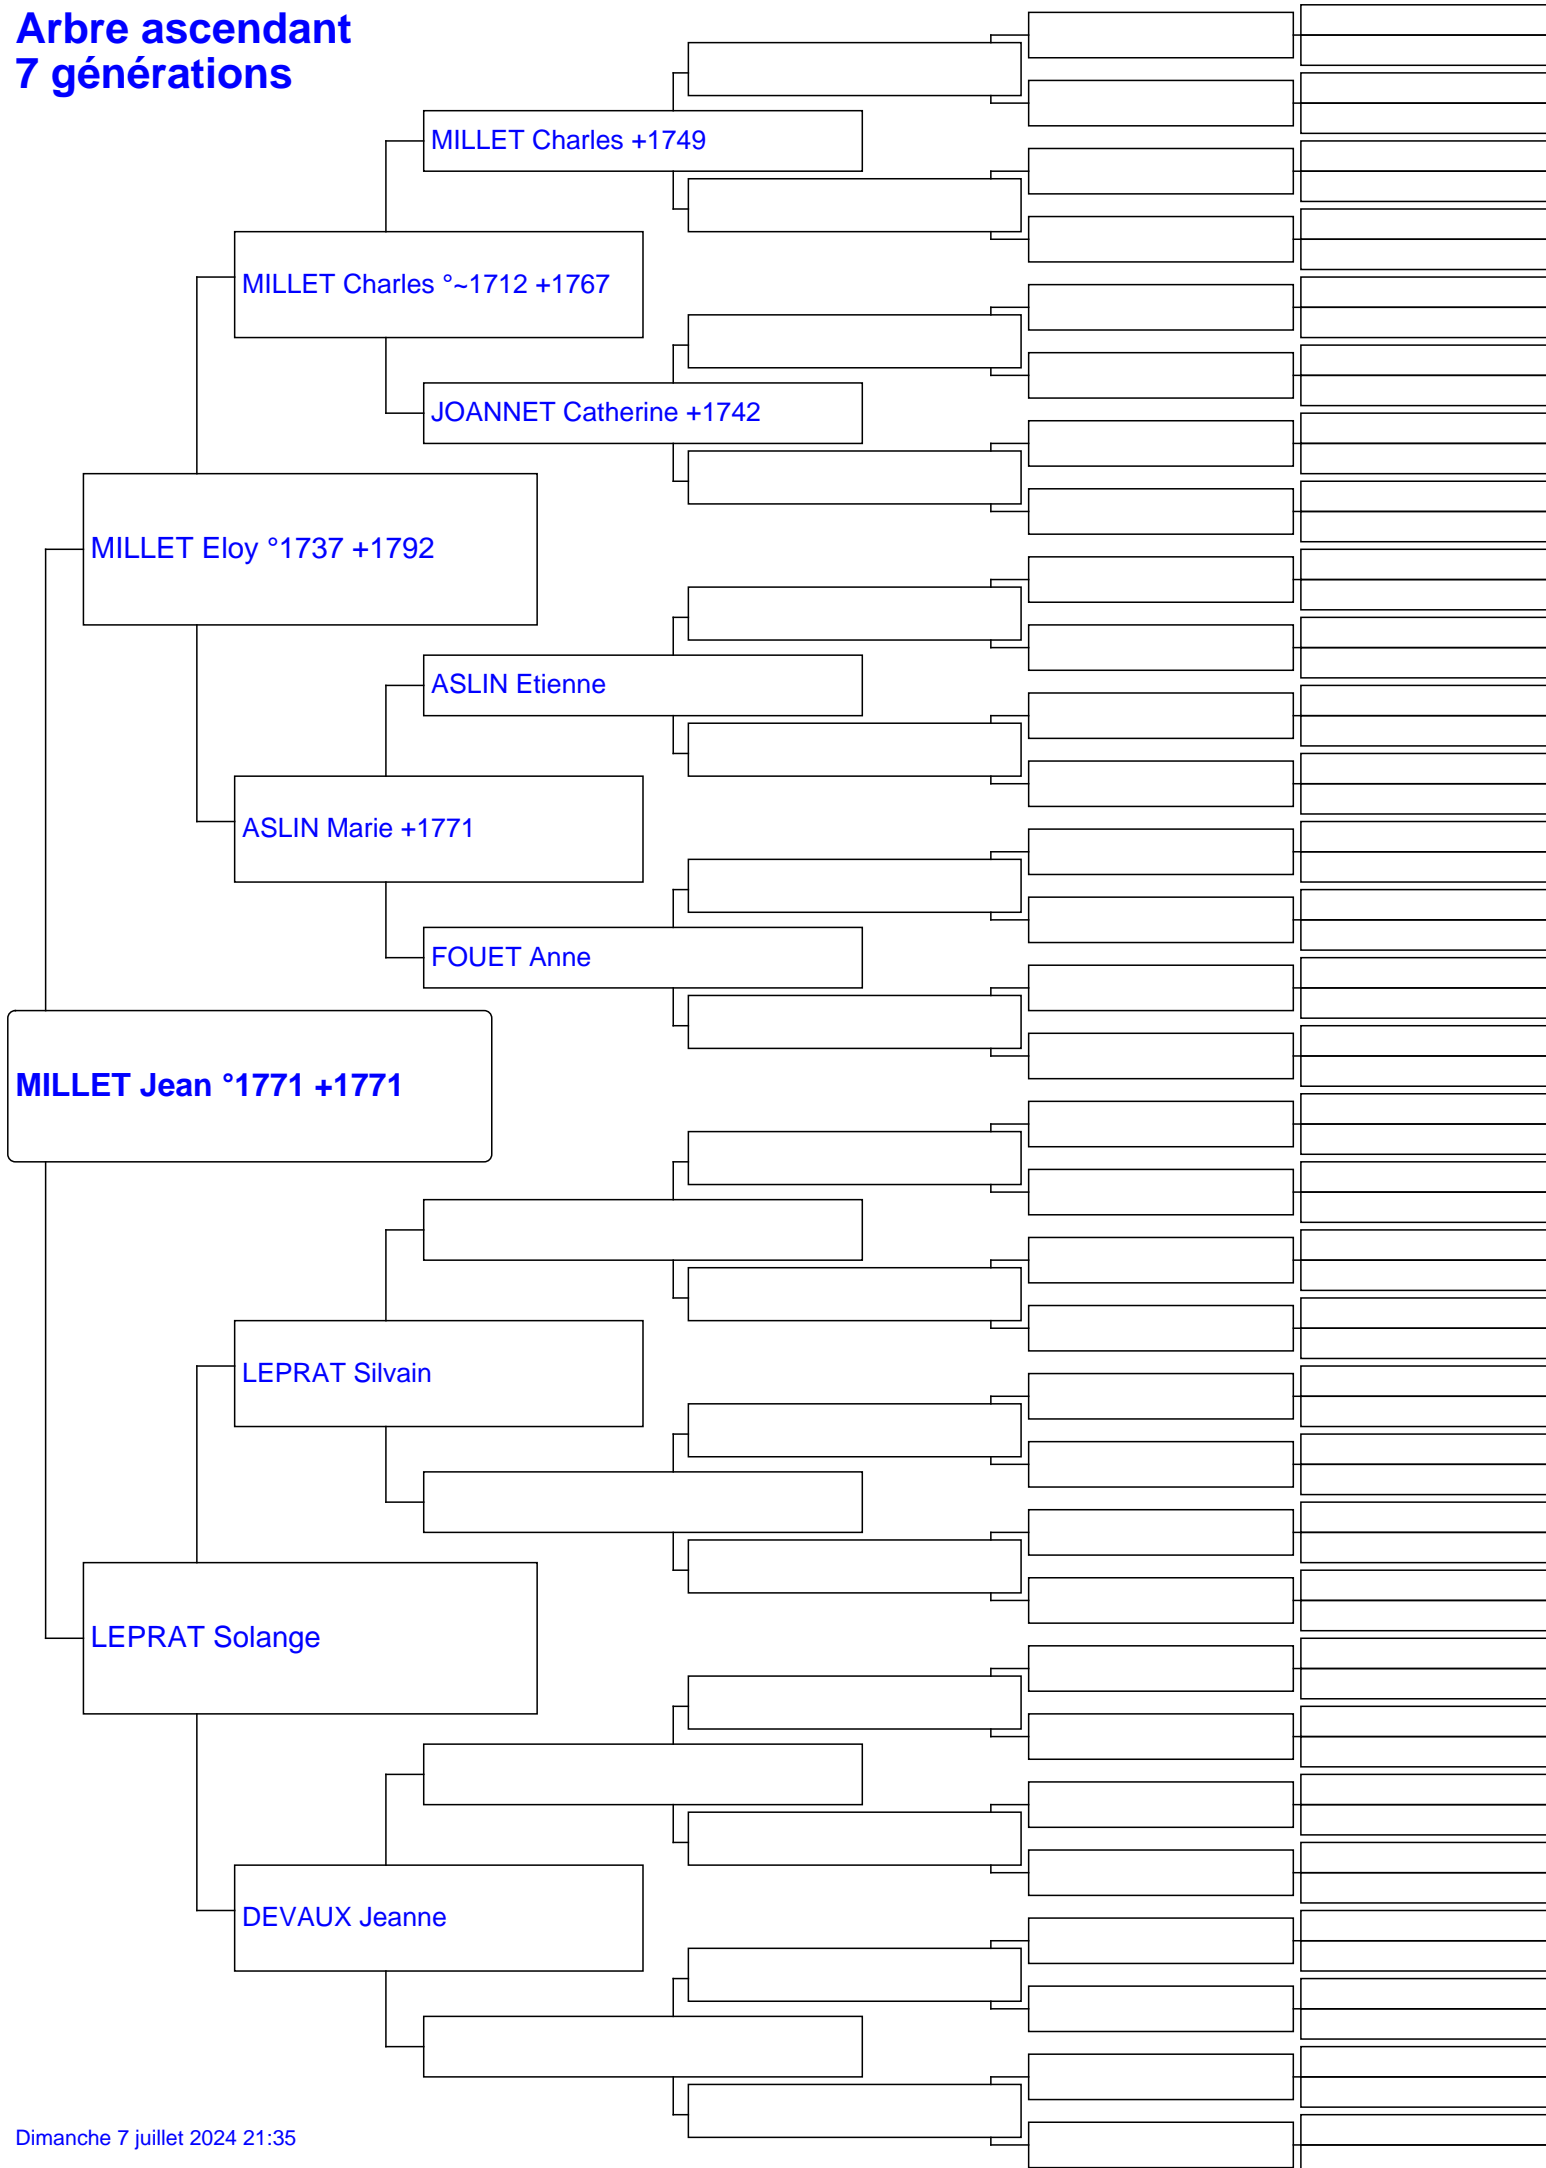 Arbre ascendant
7 générations
MILLET Charles +1749
MILLET Charles °~1712 +1767
JOANNET Catherine +1742
MILLET Eloy °1737 +1792
ASLIN Etienne
ASLIN Marie +1771
FOUET Anne
MILLET Jean °1771 +1771
LEPRAT Silvain
LEPRAT Solange
DEVAUX Jeanne
Dimanche 7 juillet 2024 21:35